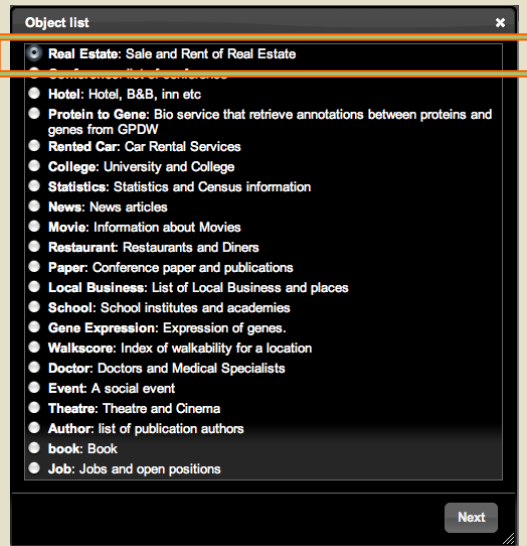 Object list
Real Estate: Sale and Rent of Real Estate
Conference: list of conference
Hotel: Hotel, B&B, inn etc
Protein to Gene: Bio service that retrieve annotations between proteins and
genes from GPDW
Rented Car: Car Rental Services
College: University and College
Statistics: Statistics and Census information
News: News articles
Movie: Information about Movies
Restaurant: Restaurants and Diners
Paper: Conference paper and publications
Local Business: List of Local Business and places
School: School institutes and academies
Gene Expression: Expression of genes.
Walkscore: Index of walkability for a location
Doctor: Doctors and Medical Specialists
Event: A social event
Theatre: Theatre and Cinema
Author: list of publication authors
book: Book
Job: Jobs and open positions
Next